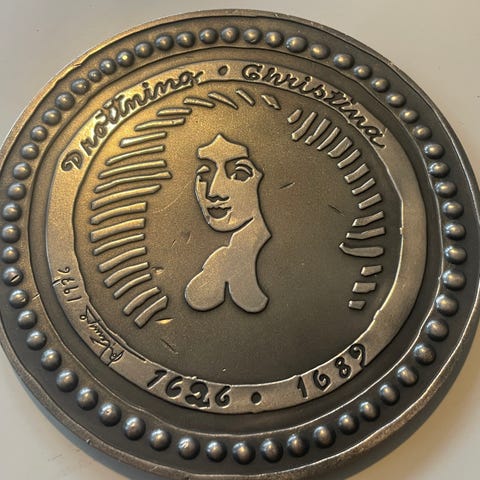 Drottning · Christina
1626 · 1689
1976